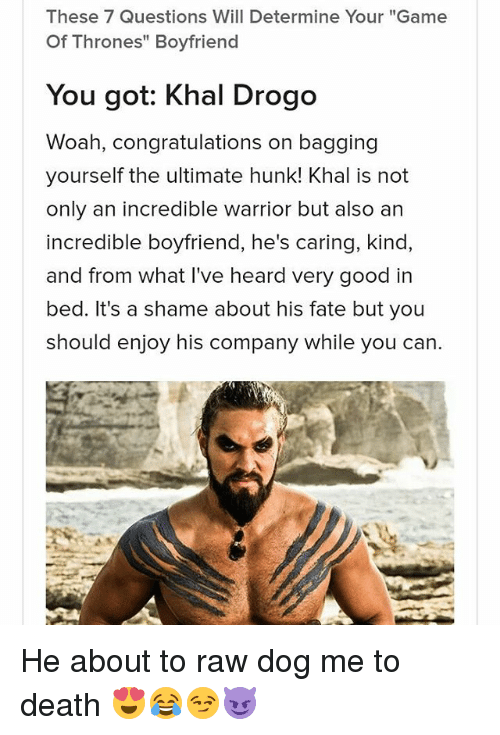 These 7 Questions Will Determine Your "Game
Of Thrones" Boyfriend
You got: Khal Drogo
Woah, congratulations on bagging
yourself the ultimate hunk! Khal is not
only an incredible warrior but also an
incredible boyfriend, he's caring, kind,
and from what I've heard very good in
bed. It's a shame about his fate but you
should enjoy his company while you can.
He about to raw dog me to
death 😍😂😏😈